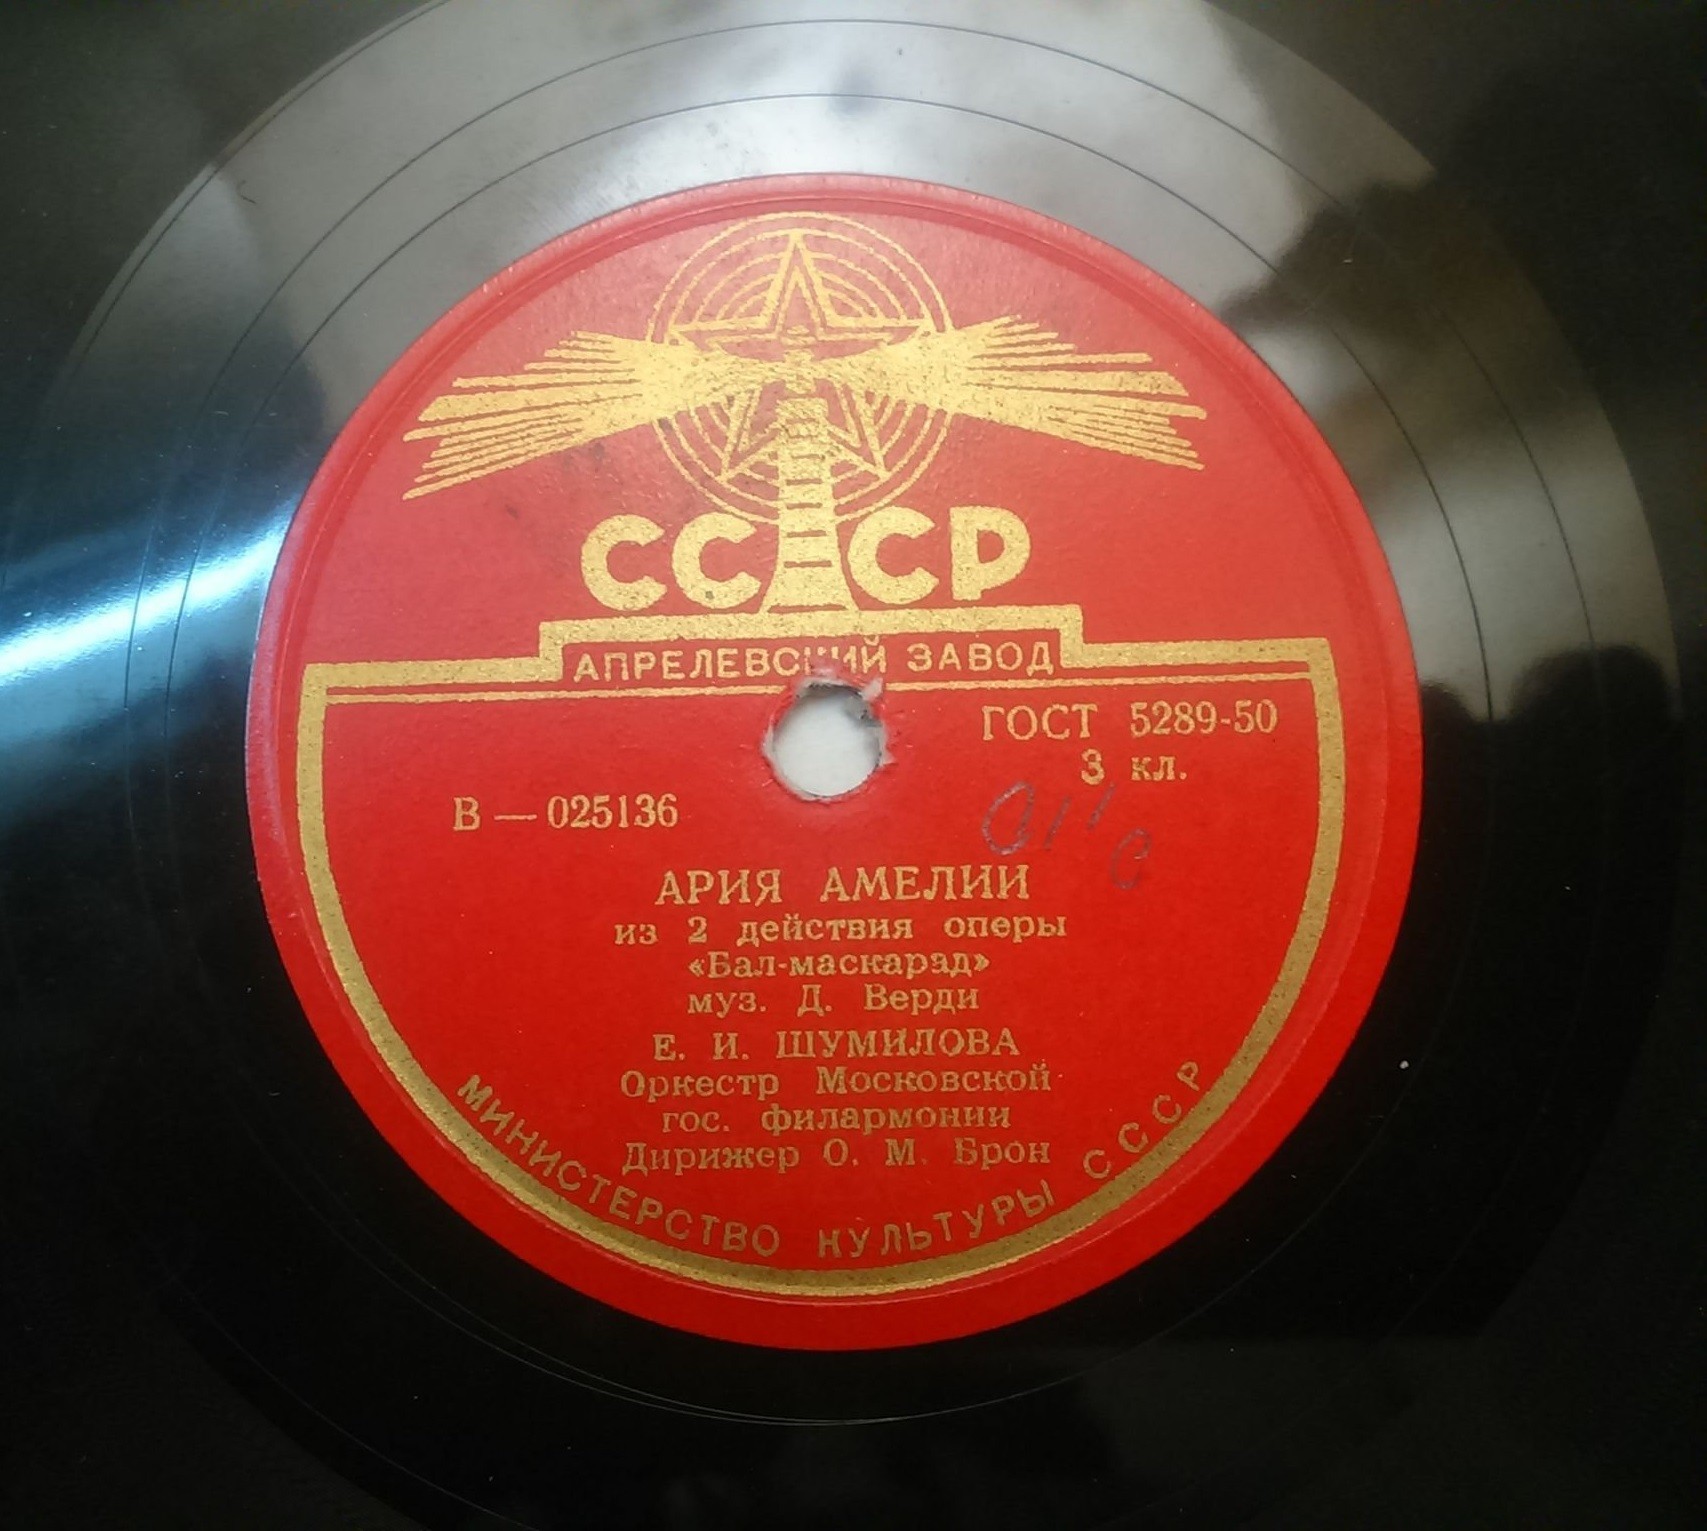 СССР
АПРЕЛЕВСКИЙ ЗАВОД
ГОСТ 5289-50
3 кл.
В — 025136
АРИЯ АМЕЛИИ
из 2 действия оперы
«Бал-маскарад»
муз. Д. Верди
Е. И. ШУМИЛОВА
Оркестр Московской
гос. филармонии
Дирижер О. М. Брон
МИНИСТЕРСТВО КУЛЬТУРЫ СССР